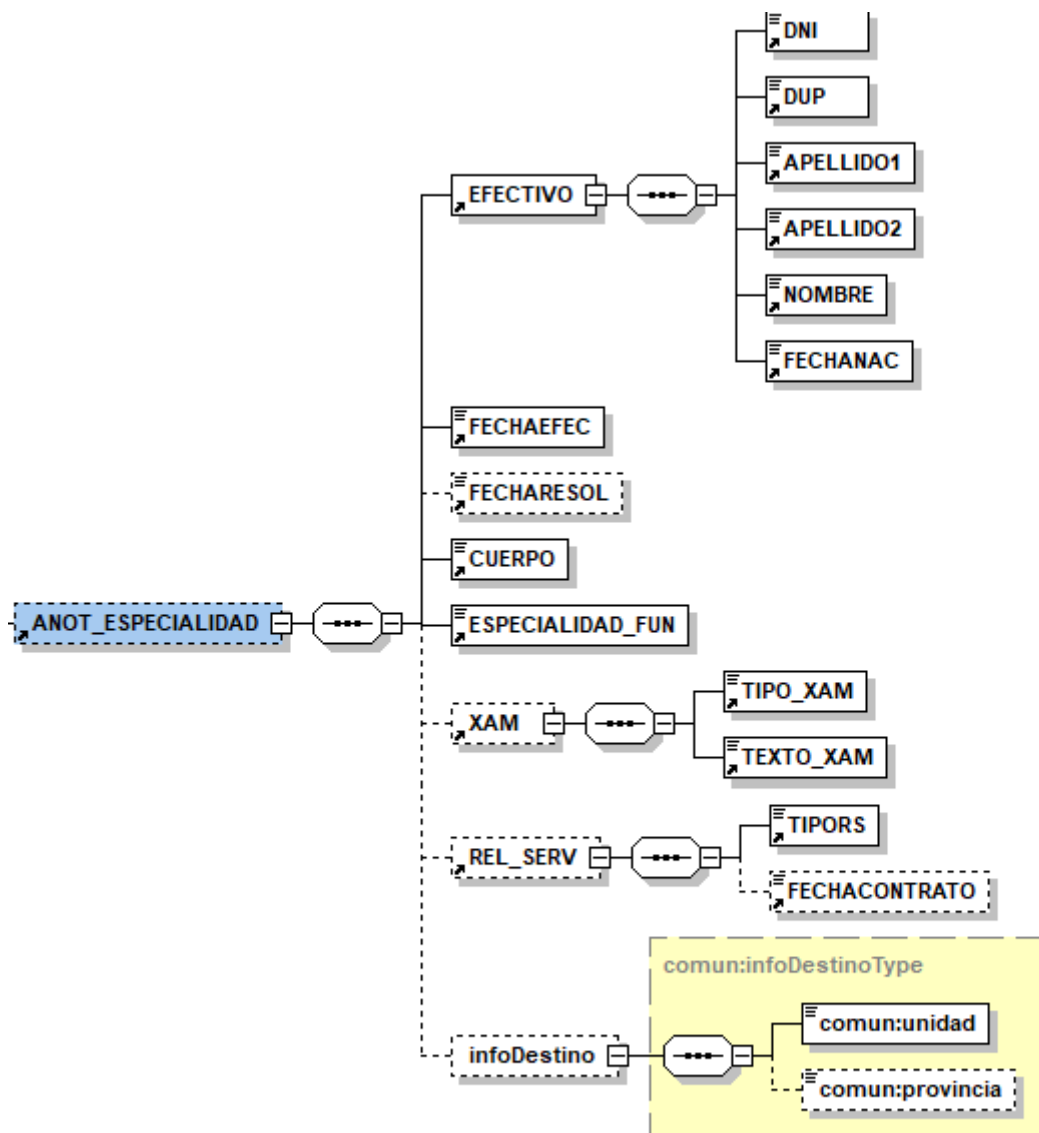 DNI
DUP
APELLIDO1
EFECTIVO
APELLIDO2
NOMBRE
FECHANAC
FECHAEFEC
FECHARESOL
CUERPO
ANOT_ESPECIALIDAD
ESPECIALIDAD_FUN
TIPO_XAM
XAM
TEXTO_XAM
TIPORS
REL_SERV
FECHACONTRATO
comun:infoDestinoType
comun:unidad
infoDestino
comun:provincia